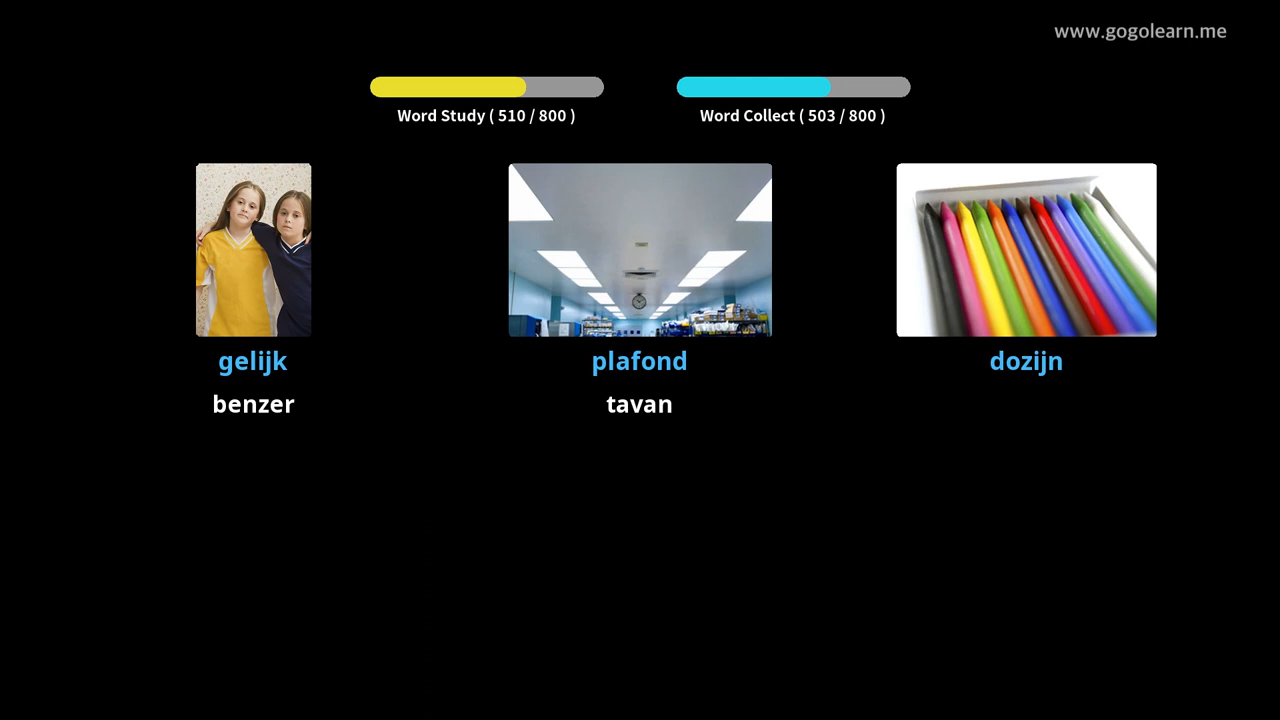 www.gogolearn.me
Word Study ( 510 / 800 )
Word Collect ( 503 / 800 )
gelijk
plafond
dozijn
benzer
tavan